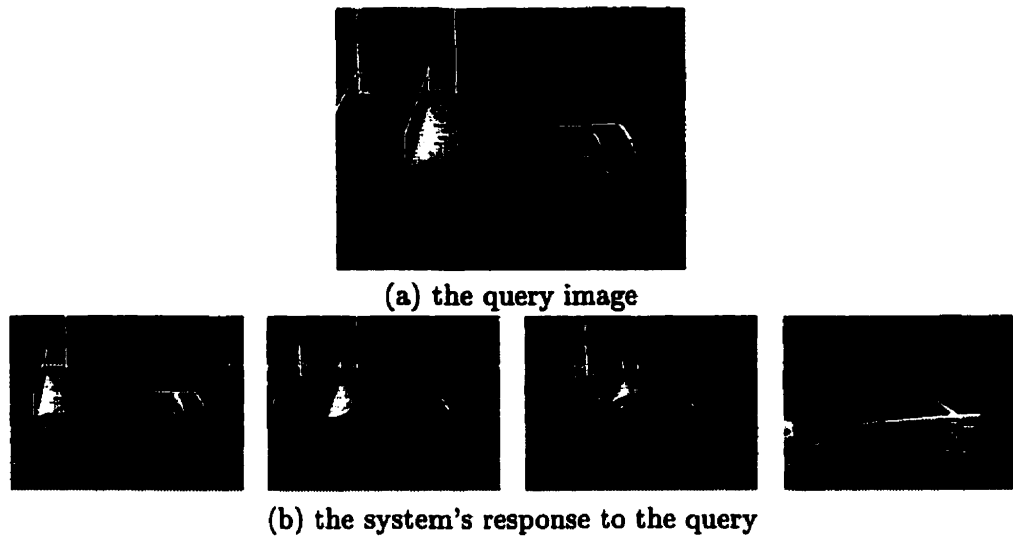 (a) the query image
(b) the system's response to the query